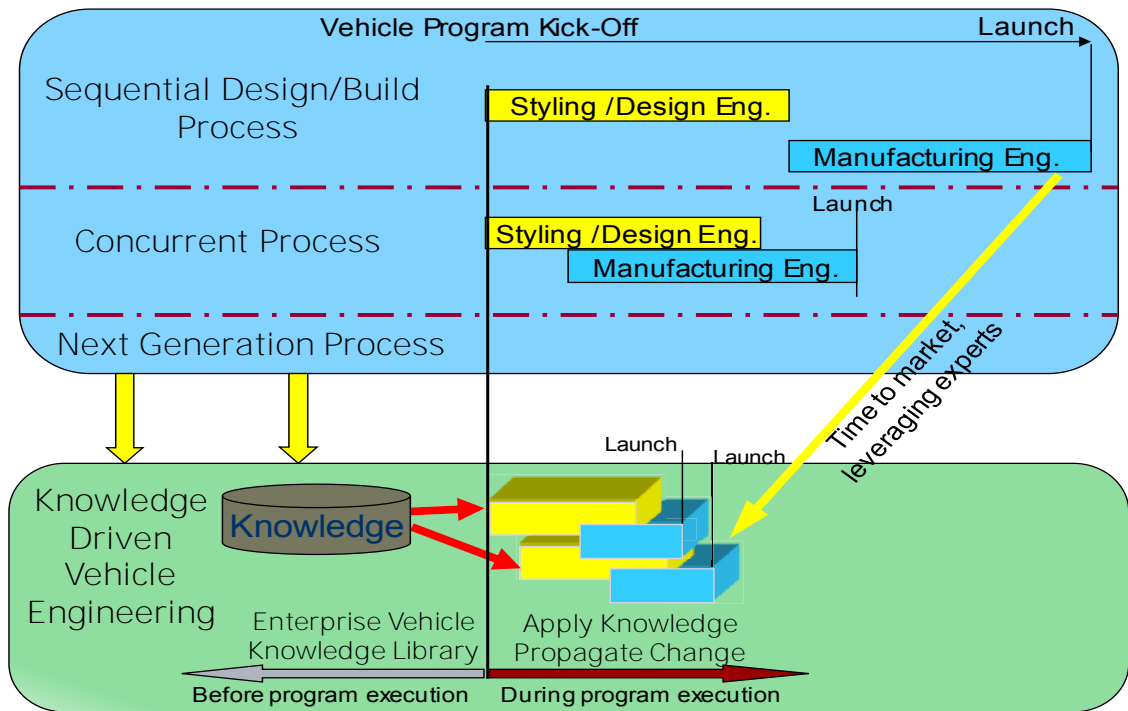 Vehicle Program Kick-Off
Launch
Sequential Design/Build
Process
Styling /Design Eng.
Manufacturing Eng.
Launch
Concurrent Process
Styling /Design Eng.
Manufacturing Eng.
Next Generation Process
Time to market,
leveraging experts
Launch
Launch
Knowledge
Driven
Vehicle
Engineering
Knowledge
Enterprise Vehicle
Knowledge Library
Apply Knowledge
Propagate Change
Before program execution
During program execution